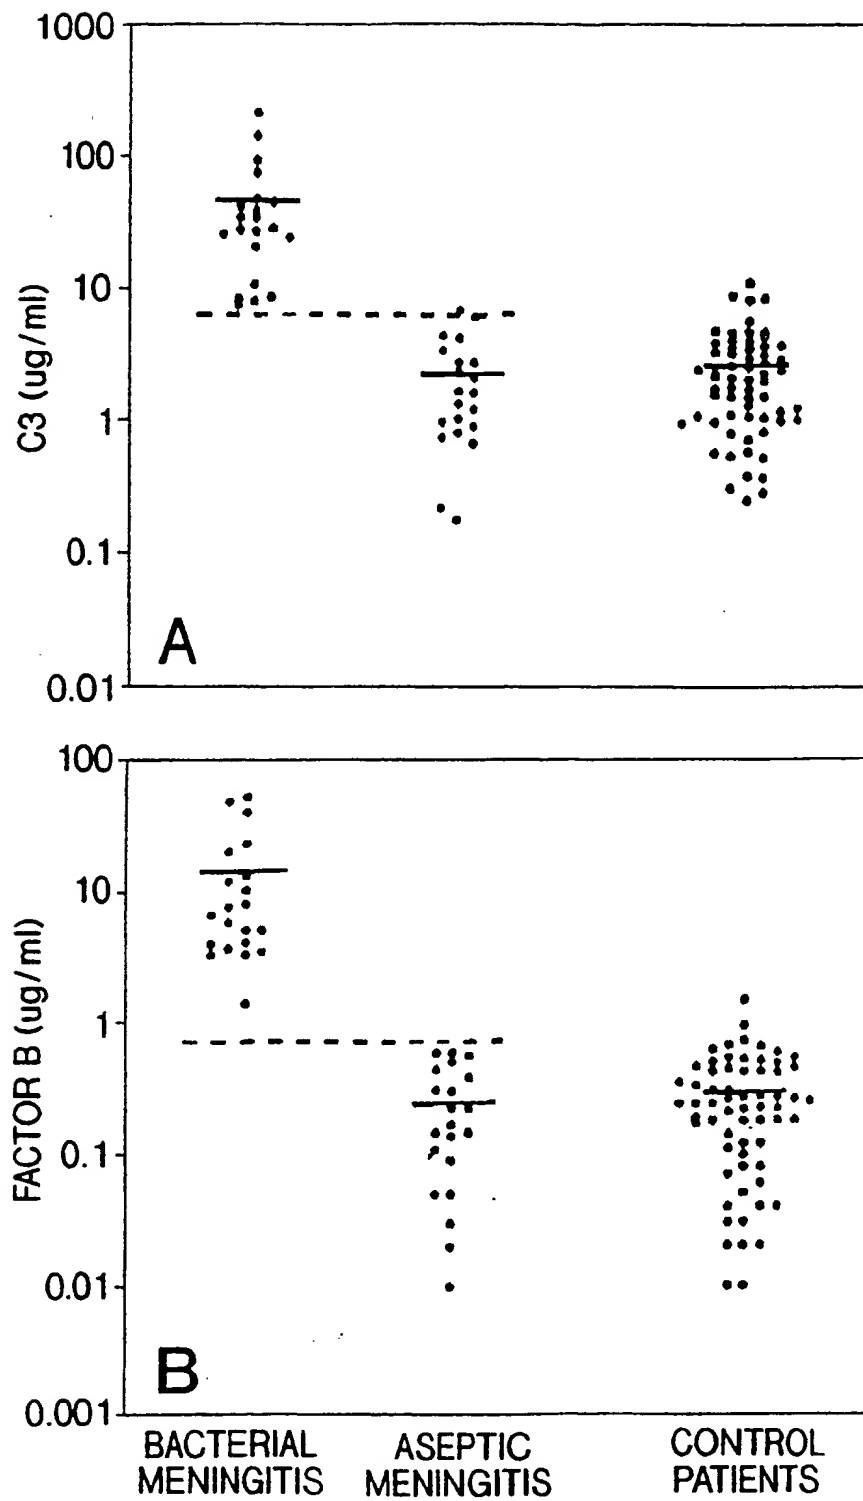 1000
100
10
1
0.1
0.01
C3 (ug/ml)
A
100
10
1
0.1
0.01
0.001
FACTOR B (ug/ml)
B
BACTERIAL
MENINGITIS
ASEPTIC
MENINGITIS
CONTROL
PATIENTS